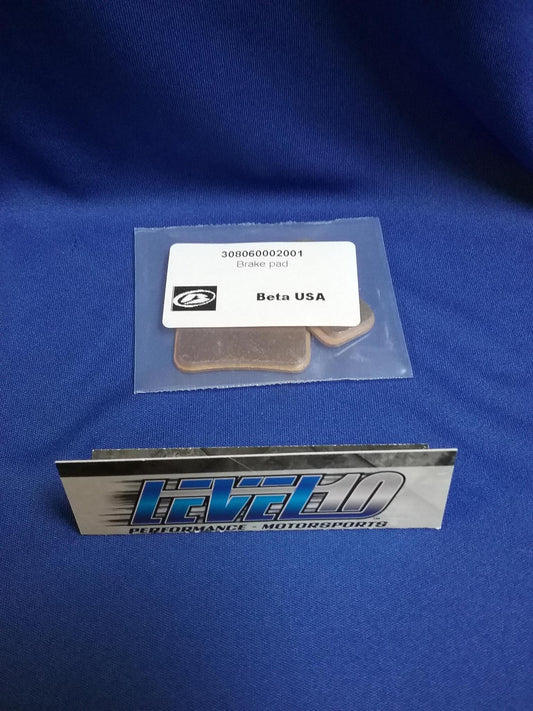 308060002001
Brake pad
Beta USA
LEVEL 10
PERFORMANCE - MOTORSPORTS